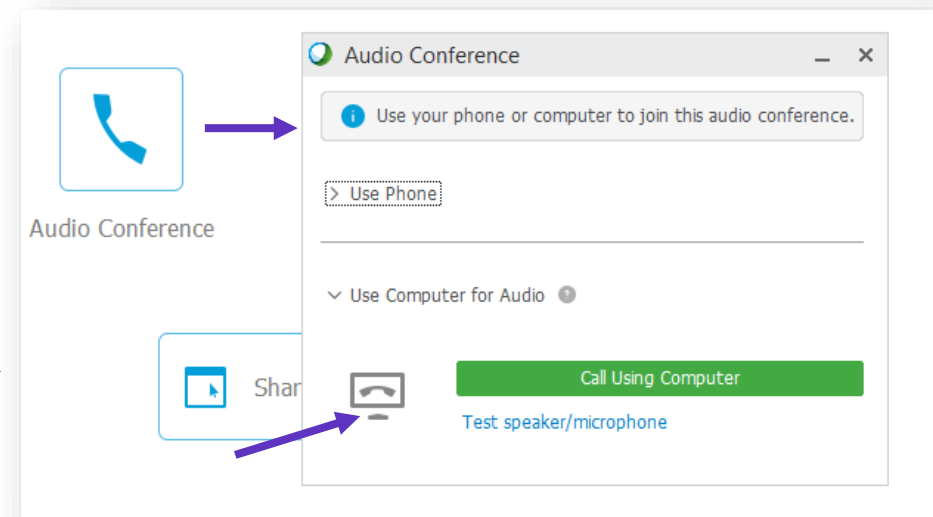 Audio Conference
Use your phone or computer to join this audio conference.
> Use Phone
Audio Conference
Use Computer for Audio ?
Shar
Call Using Computer
Test speaker/microphone